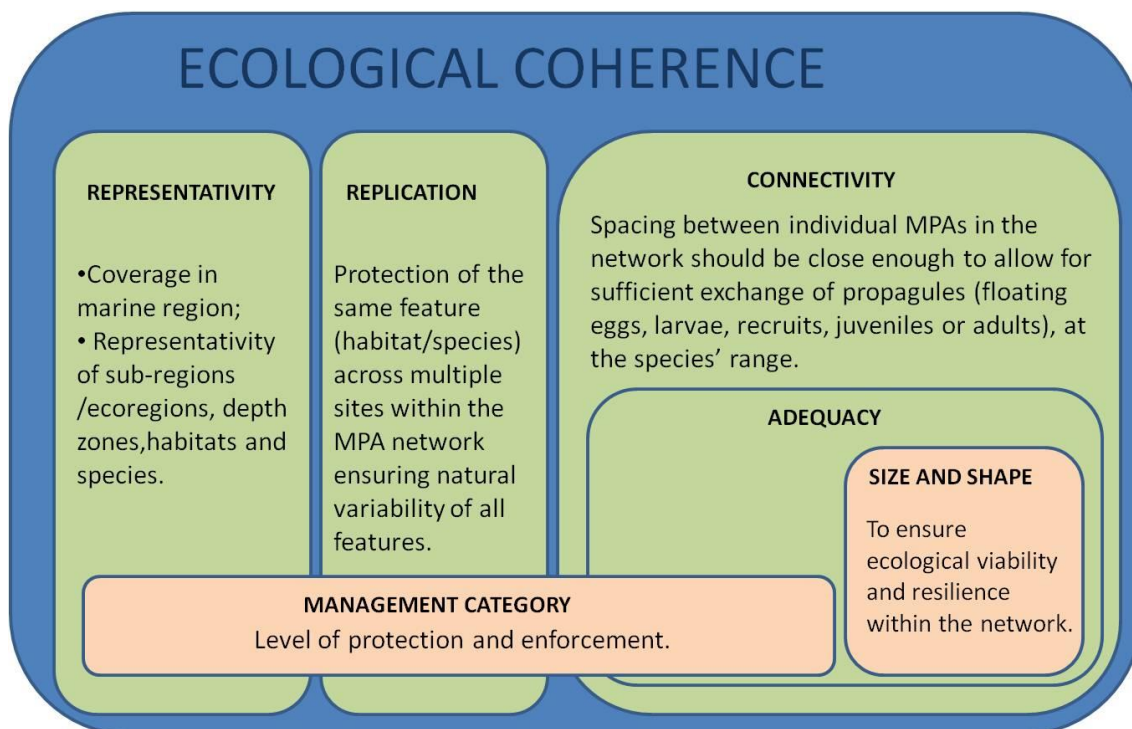 ECOLOGICAL COHERENCE
REPRESENTATIVITY
•Coverage in
marine region;
• Representativity
of sub-regions
/ecoregions, depth
zones,habitats and
species.
REPLICATION
Protection of the
same feature
(habitat/species)
across multiple
sites within the
MPA network
ensuring natural
variability of all
features.
CONNECTIVITY
Spacing between individual MPAs in the
network should be close enough to allow for
sufficient exchange of propagules (floating
eggs, larvae, recruits, juveniles or adults), at
the species’ range.
ADEQUACY
SIZE AND SHAPE
To ensure
ecological viability
and resilience
within the network.
MANAGEMENT CATEGORY
Level of protection and enforcement.